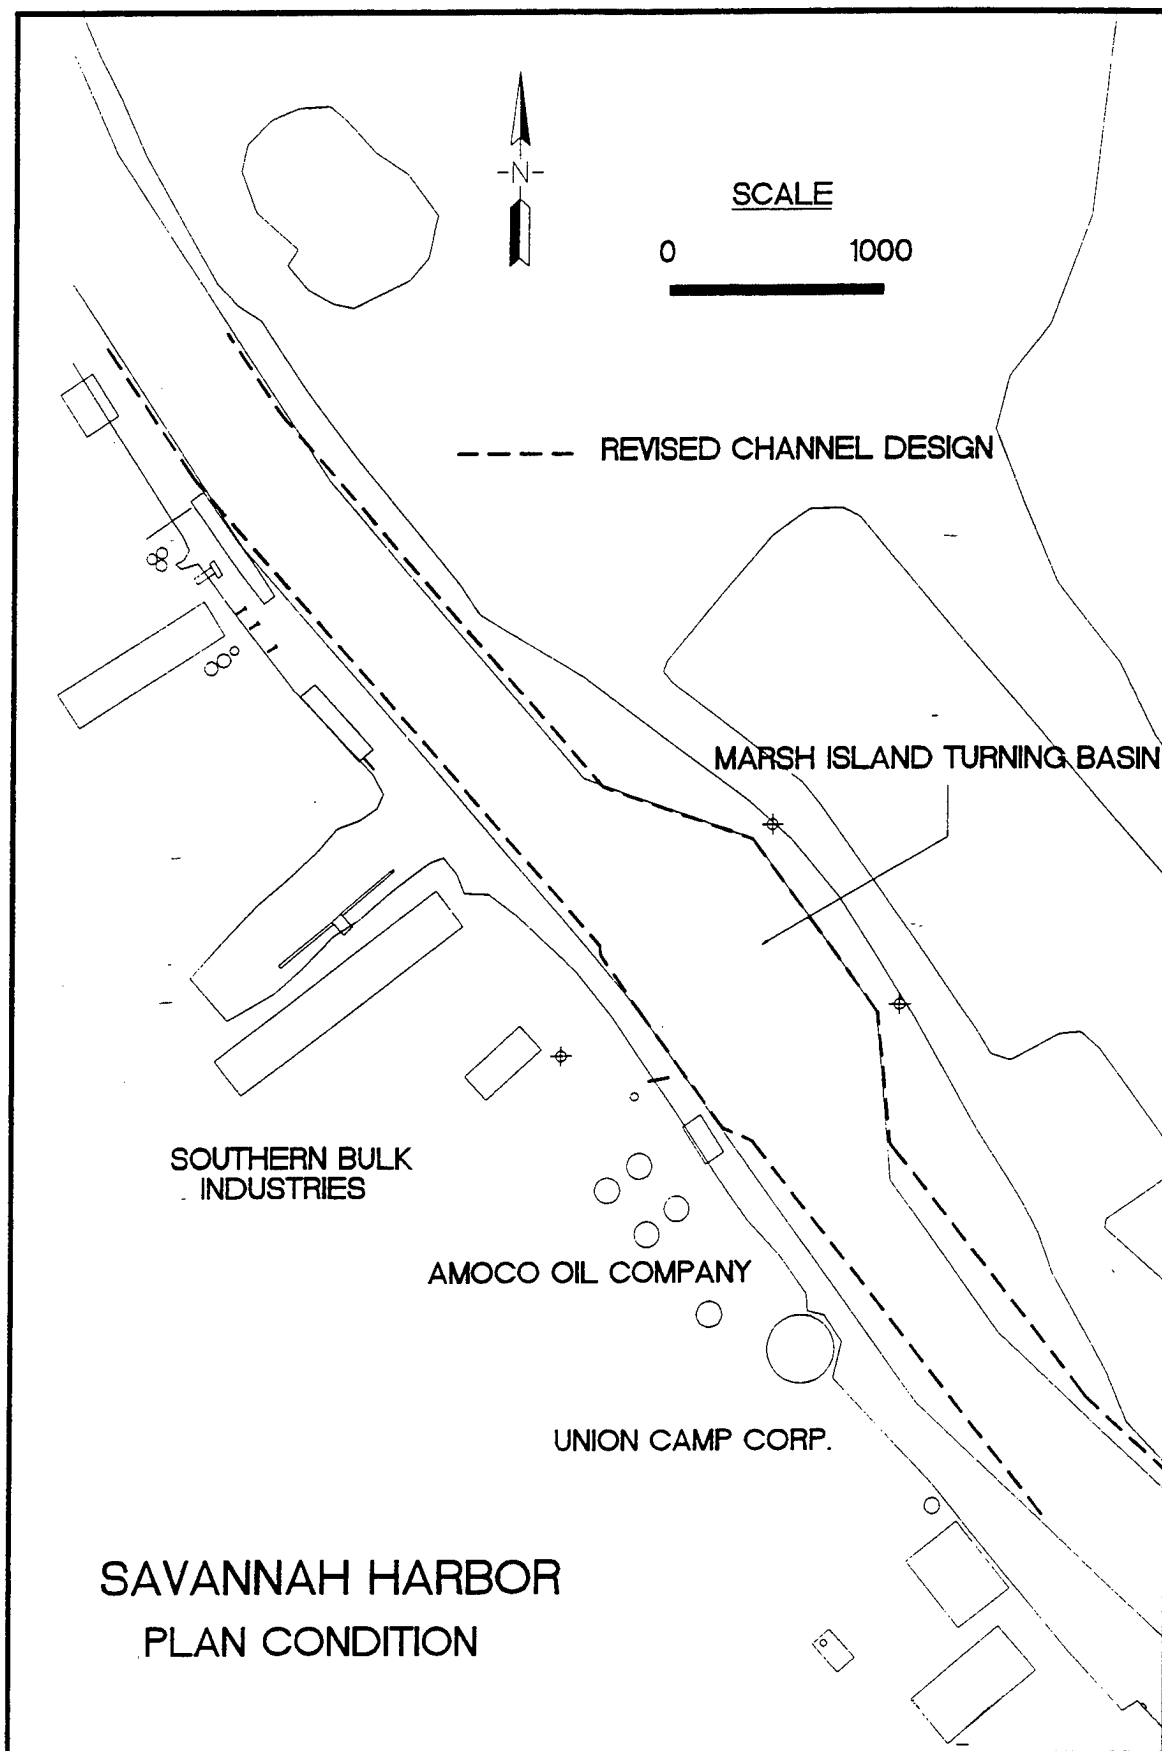 -N-
SCALE
0 1000
REVISED CHANNEL DESIGN
MARSH ISLAND TURNING BASIN
SOUTHERN BULK
INDUSTRIES
AMOCO OIL COMPANY
UNION CAMP CORP.
SAVANNAH HARBOR
PLAN CONDITION